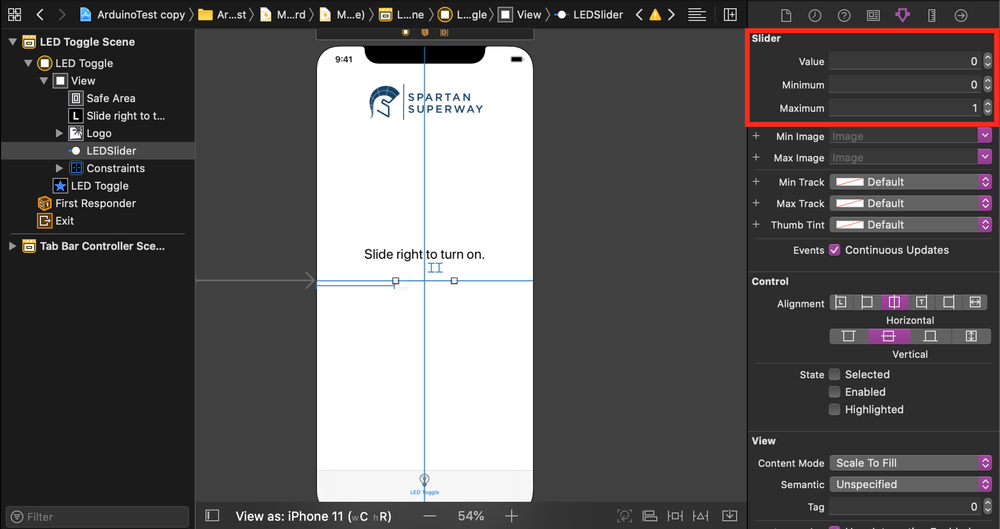 ArduinoTest copy
Ar...st
M...rd
M...e)
L...ne
L...gle
View
LEDSlider
LED Toggle Scene
LED Toggle
View
Safe Area
L
Slide right to t...
Logo
LEDSlider
Constraints
LED Toggle
1
First Responder
Exit
Tab Bar Controller Sce...
Filter
9:41
SPARTAN
SUPERWAY
Slide right to turn on.
LED Toggle
View as: iPhone 11 (wC hR)
54%
Slider
Value 0
Minimum 0
Maximum 1
Min Image Image
Max Image Image
Min Track Default
Max Track Default
Thumb Tint Default
Events Continuous Updates
Control
Alignment
L
T
Horizontal
Vertical
State Selected
Enabled
Highlighted
View
Content Mode Scale To Fill
Semantic Unspecified
Tag 0